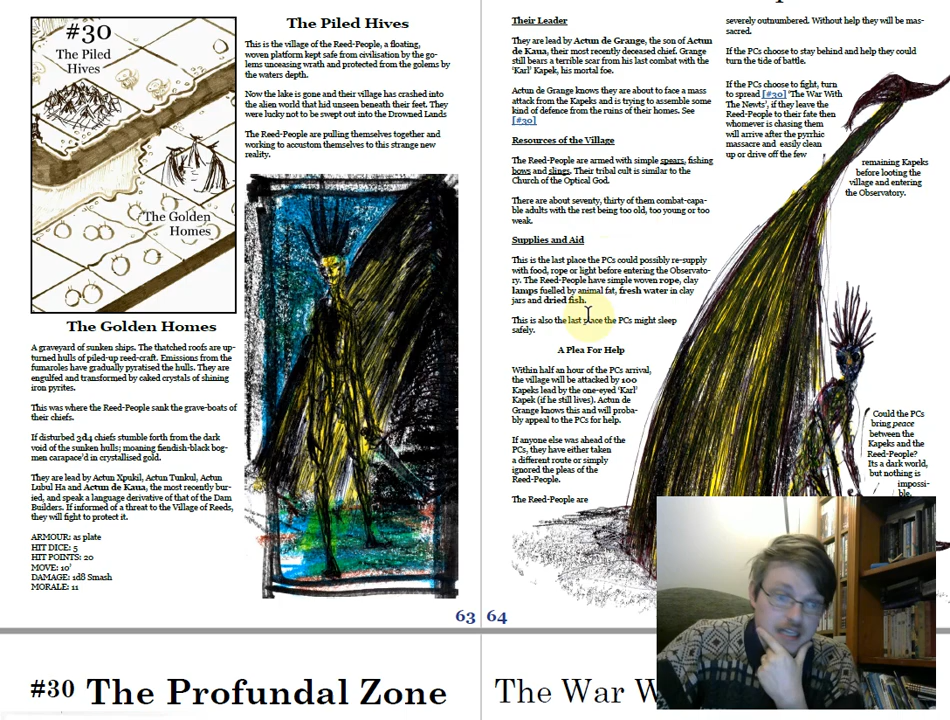 #30
The Piled
Hives
The Golden
Homes
The Golden Homes
A graveyard of sunken ships. The thatched roofs are up-
turned hulls of piled-up reed-craft. Emissions from the
fumaroles have gradually pyratised the hulls. They are
engulfed and transformed by caked crystals of shining
iron pyrites.
This was where the Reed-People sank the grave-boats of
their chiefs.
If disturbed 3d4 chiefs stumble forth from the dark
void of the sunken hulls; moaning fiendish-black bog-
men carapace'd in crystallised gold.
They are lead by Actun Xpukil, Actun Tunkul, Actun
Lubul Ha and Actun de Kaua, the most recently bur-
ied, and speak a language derivative of that of the Dam
Builders. If informed of a threat to the Village of Reeds,
they will fight to protect it.
ARMOUR: as plate
HIT DICE: 5
HIT POINTS: 20
MOVE: 10'
DAMAGE: 1d8 Smash
MORALE: 11
The Piled Hives
This is the village of the Reed-People, a floating,
woven platform kept safe from civilisation by the go-
lems unceasing wrath and protected from the golems by
the waters depth.
Now the lake is gone and their village has crashed into
the alien world that hid unseen beneath their feet. They
were lucky not to be swept out into the Drowned Lands
The Reed-People are pulling themselves together and
working to accustom themselves to this strange new
reality.
63
64
Their Leader
They are lead by Actun de Grange, the son of Actun
de Kaua, their most recently deceased chief. Grange
still bears a terrible scar from his last combat with the
'Karl' Kapek, his mortal foe.
Actun de Grange knows they are about to face a mass
attack from the Kapeks and is trying to assemble some
kind of defence from the ruins of their homes. See
[#30]
Resources of the Village
The Reed-People are armed with simple spears, fishing
bows and slings. Their tribal cult is similar to the
Church of the Optical God.
There are about seventy, thirty of them combat-capa-
ble adults with the rest being too old, too young or too
weak.
Supplies and Aid
This is the last place the PCs could possibly re-supply
with food, rope or light before entering the Observato-
ry. The Reed-People have simple woven rope, clay
lamps fuelled by animal fat, fresh water in clay
jars and dried fish.
This is also the last place the PCs might sleep
safely.
A Plea For Help
Within half an hour of the PCs arrival,
the village will be attacked by 100
Kapeks lead by the one-eyed 'Karl'
Kapek (if he still lives). Actun de
Grange knows this and will proba-
bly appeal to the PCs for help.
If anyone else was ahead of the
PCs, they have either taken
a different route or simply
ignored the pleas of the
Reed-People.
The Reed-People are
severely outnumbered. Without help they will be mas-
sacred.
If the PCs choose to stay behind and help they could
turn the tide of battle.
If the PCs choose to fight, turn
to spread [#30] 'The War With
The Newts', if they leave the
Reed-People to their fate then
whomever is chasing them
will arrive after the pyrrhic
massacre and easily clean
up or drive off the few
remaining Kapeks
before looting the
village and entering
the Observatory.
Could the PCs
bring peace
between the
Kapeks and the
Reed-People?
Its a dark world,
but nothing is
impossi-
ble.
#30 The Profundal Zone
The War W